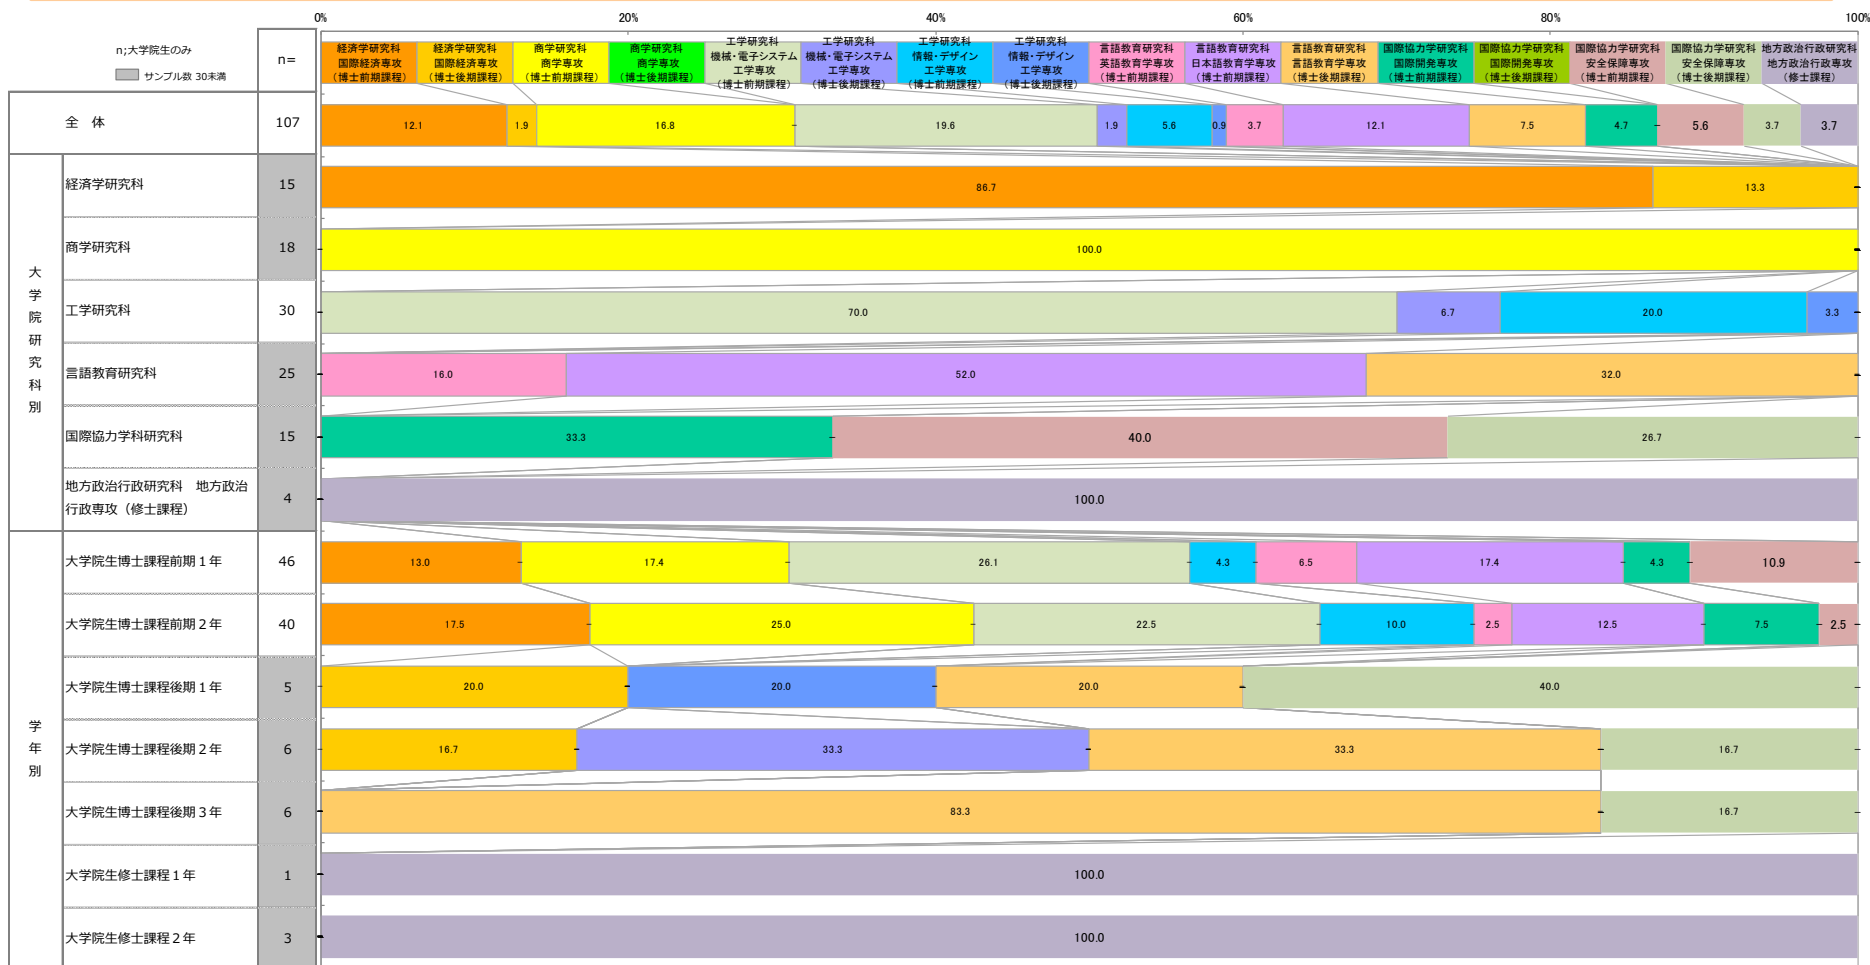 0%
20%
40%
60%
80%
100%
n;大学院生のみ
サンプル数 30未満
n=
経済学研究科
国際経済専攻
（博士前期課程）
経済学研究科
国際経済専攻
（博士後期課程）
商学研究科
商学専攻
（博士前期課程）
商学研究科
商学専攻
（博士後期課程）
工学研究科
機械・電子システム
工学専攻
（博士前期課程）
工学研究科
機械・電子システム
工学専攻
（博士後期課程）
工学研究科
情報・デザイン
工学専攻
（博士前期課程）
工学研究科
情報・デザイン
工学専攻
（博士後期課程）
言語教育研究科
英語教育学専攻
（博士前期課程）
言語教育研究科
日本語教育学専攻
（博士前期課程）
言語教育研究科
言語教育学専攻
（博士後期課程）
国際協力学研究科
国際開発専攻
（博士前期課程）
国際協力学研究科
国際開発専攻
（博士後期課程）
国際協力学研究科
安全保障専攻
（博士前期課程）
国際協力学研究科
安全保障専攻
（博士後期課程）
地方政治行政研究科
地方政治行政専攻
（修士課程）
全 体 107 12.1 1.9 16.8 19.6 1.9 5.6 0.9 3.7 12.1 7.5 4.7 5.6 3.7 3.7
大学院研究科別
経済学研究科 15 86.7 13.3
商学研究科 18 100.0
工学研究科 30 70.0 6.7 20.0 3.3
言語教育研究科 25 16.0 52.0 32.0
国際協力学科研究科 15 33.3 40.0 26.7
地方政治行政研究科 地方政治
行政専攻（修士課程） 4 100.0
学年別
大学院生博士課程前期１年 46 13.0 17.4 26.1 4.3 6.5 17.4 4.3 10.9
大学院生博士課程前期２年 40 17.5 25.0 22.5 10.0 2.5 12.5 7.5 2.5
大学院生博士課程後期１年 5 20.0 20.0 20.0 40.0
大学院生博士課程後期２年 6 16.7 33.3 33.3 16.7
大学院生博士課程後期３年 6 83.3 16.7
大学院生修士課程１年 1 100.0
大学院生修士課程２年 3 100.0